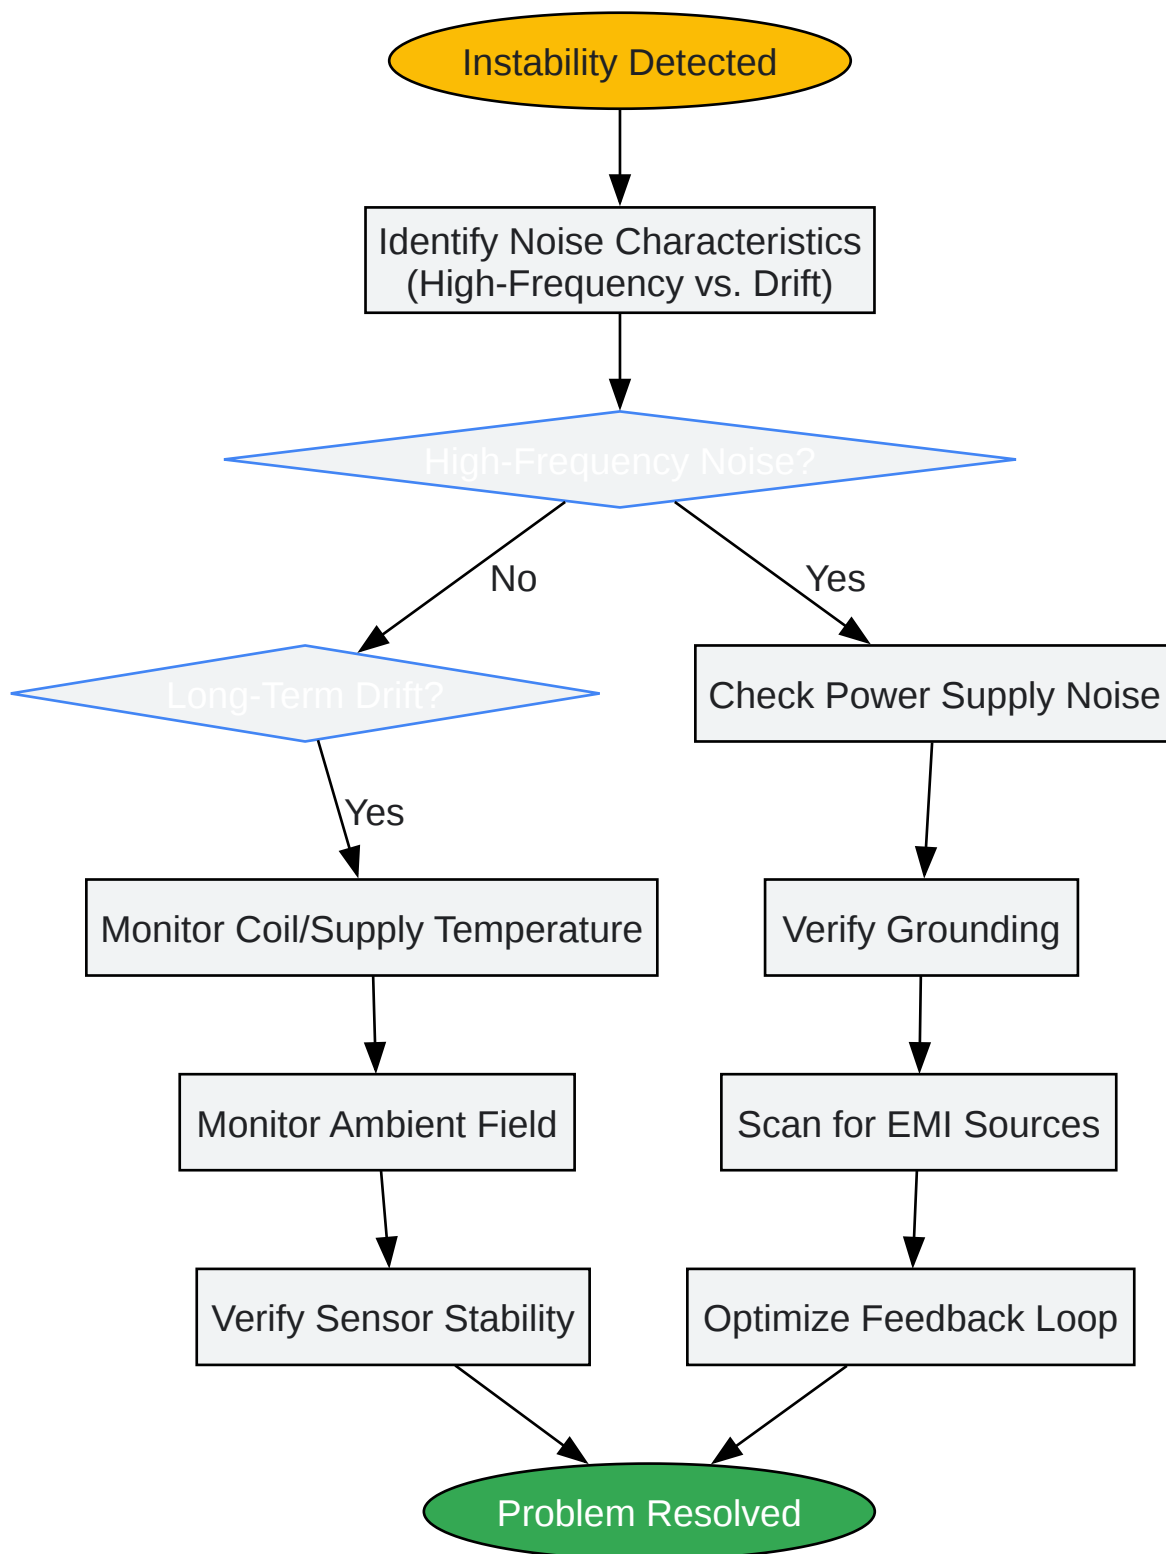 Instability Detected
Identify Noise Characteristics
(High-Frequency vs. Drift)
High-Frequency Noise?
No
Yes
Long-Term Drift?
Check Power Supply Noise
Yes
Monitor Coil/Supply Temperature
Verify Grounding
Monitor Ambient Field
Scan for EMI Sources
Verify Sensor Stability
Optimize Feedback Loop
Problem Resolved